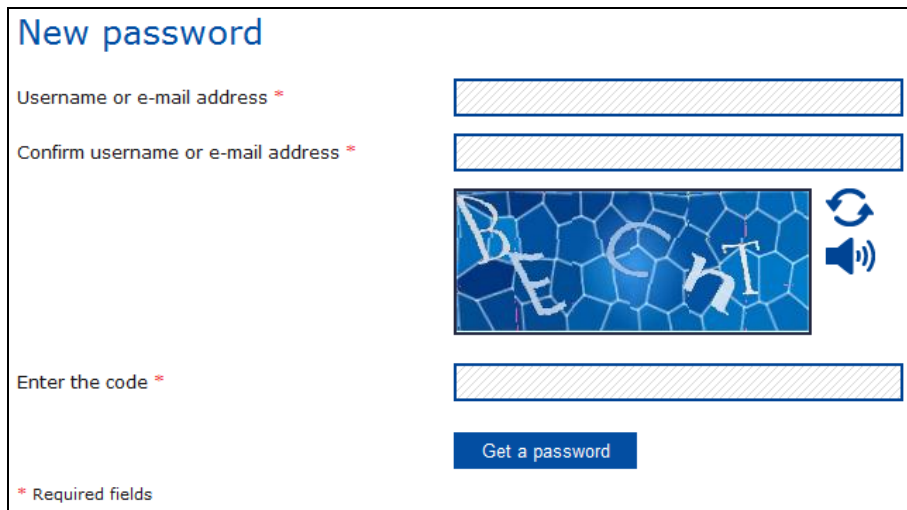 New password
Username or e-mail address *
Confirm username or e-mail address *
Enter the code *
Get a password
* Required fields